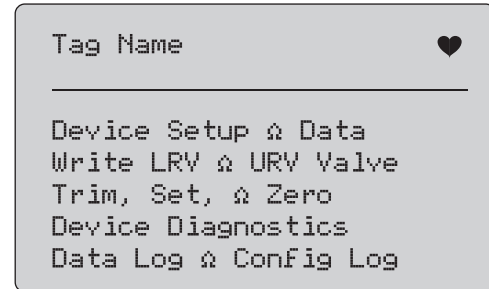 Tag Name ♥
Device Setup Ω Data
Write LRV Ω URV Valve
Trim, Set, Ω Zero
Device Diagnostics
Data Log Ω Config Log